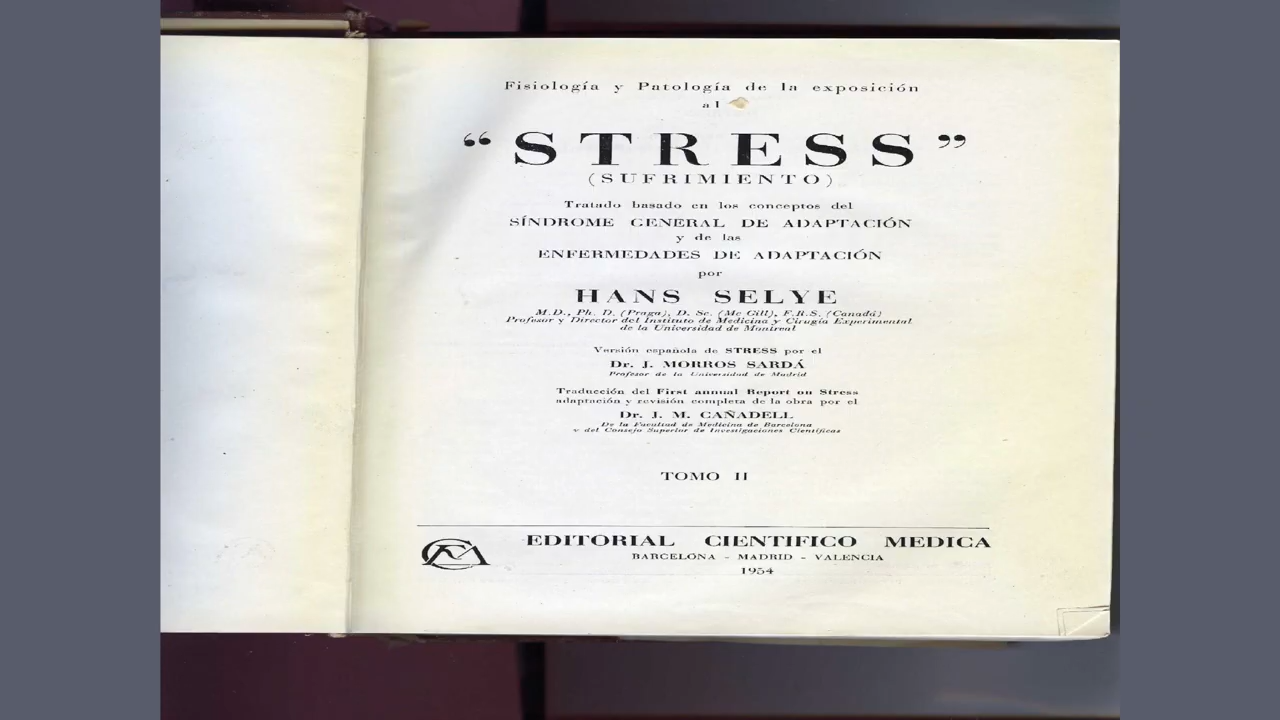 Fisiología y Patología de la exposición
al
“STRESS”
(SUFRIMIENTO)
Tratado basado en los conceptos del
SÍNDROME GENERAL DE ADAPTACIÓN
y de las
ENFERMEDADES DE ADAPTACIÓN
por
HANS SELYE
M.D., Ph. D. (Praga), D. Sc. (Mc Gill), F.R.S. (Canadá)
Profesor y Director del Instituto de Medicina y Cirugía Experimental
de la Universidad de Montreal
Versión española de STRESS por el
Dr. J. MORROS SARDÁ
Profesor de la Universidad de Madrid
Traducción del First annual Report on Stress
adaptación y revisión completa de la obra por el
Dr. J. M. CAÑADELL
De la Facultad de Medicina de Barcelona
y del Consejo Superior de Investigaciones Científicas
TOMO II
EDITORIAL CIENTIFICO MEDICA
BARCELONA - MADRID - VALENCIA
1954